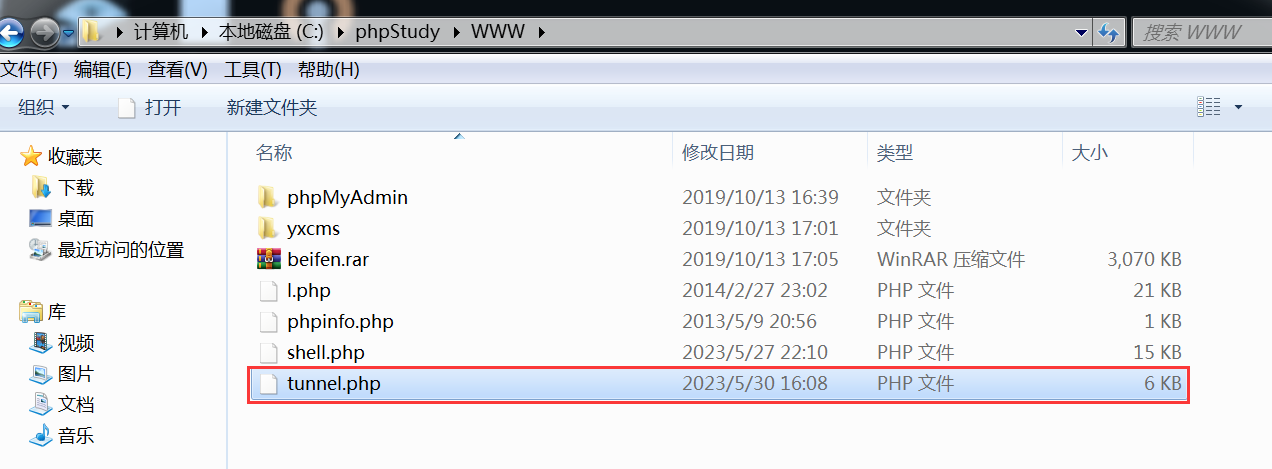 计算机 本地磁盘 (C:) phpStudy WWW 搜索 WWW
文件(F) 编辑(E) 查看(V) 工具(T) 帮助(H)
组织 打开 新建文件夹
名称 修改日期 类型 大小
收藏夹
下载
桌面
最近访问的位置
库
视频
图片
文档
音乐
phpMyAdmin 2019/10/13 16:39 文件夹
yxcms 2019/10/13 17:01 文件夹
beifen.rar 2019/10/13 17:05 WinRAR 压缩文件 3,070 KB
l.php 2014/2/27 23:02 PHP 文件 21 KB
phpinfo.php 2013/5/9 20:56 PHP 文件 1 KB
shell.php 2023/5/27 22:10 PHP 文件 15 KB
tunnel.php 2023/5/30 16:08 PHP 文件 6 KB